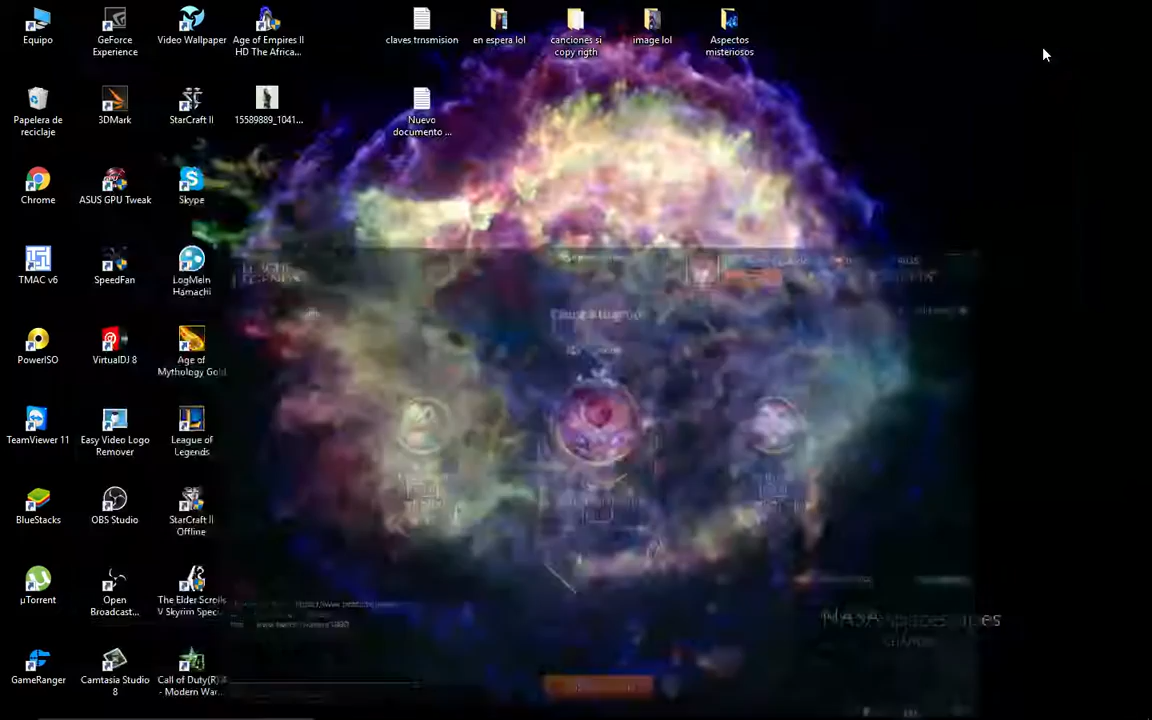 Equipo
GeForce
Experience
Video Wallpaper
Age of Empires II
HD The Africa...
claves trnsmision
en espera lol
canciones si
copy rigth
image lol
Aspectos
misteriosos
Papelera de
reciclaje
3DMark
StarCraft II
15589889_1041...
Nuevo
documento ...
Chrome
ASUS GPU Tweak
Skype
TMAC v6
SpeedFan
LogMeIn
Hamachi
PowerISO
VirtualDJ 8
Age of
Mythology Gold
TeamViewer 11
Easy Video Logo
Remover
League of
Legends
BlueStacks
OBS Studio
StarCraft II
Offline
µTorrent
Open
Broadcast...
The Elder Scrolls
V Skyrim Spec...
GameRanger
Camtasia Studio
8
Call of Duty(R) 4
- Modern War...